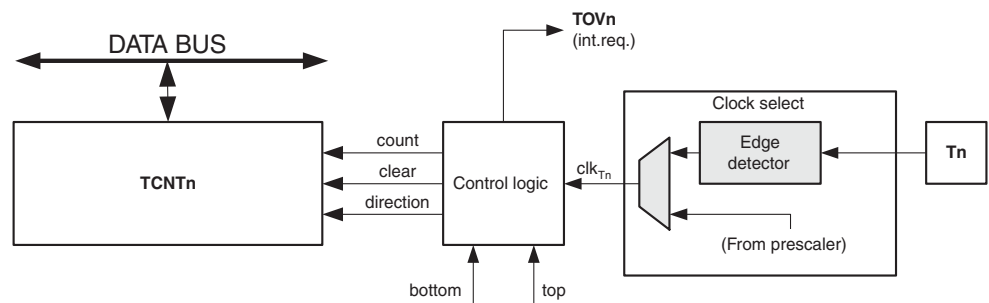 TOVn
(int.req.)
DATA BUS
Clock select
count
Edge
detector
Tn
TCNTn
clear
Control logic
clkTn
direction
(From prescaler)
bottom
top